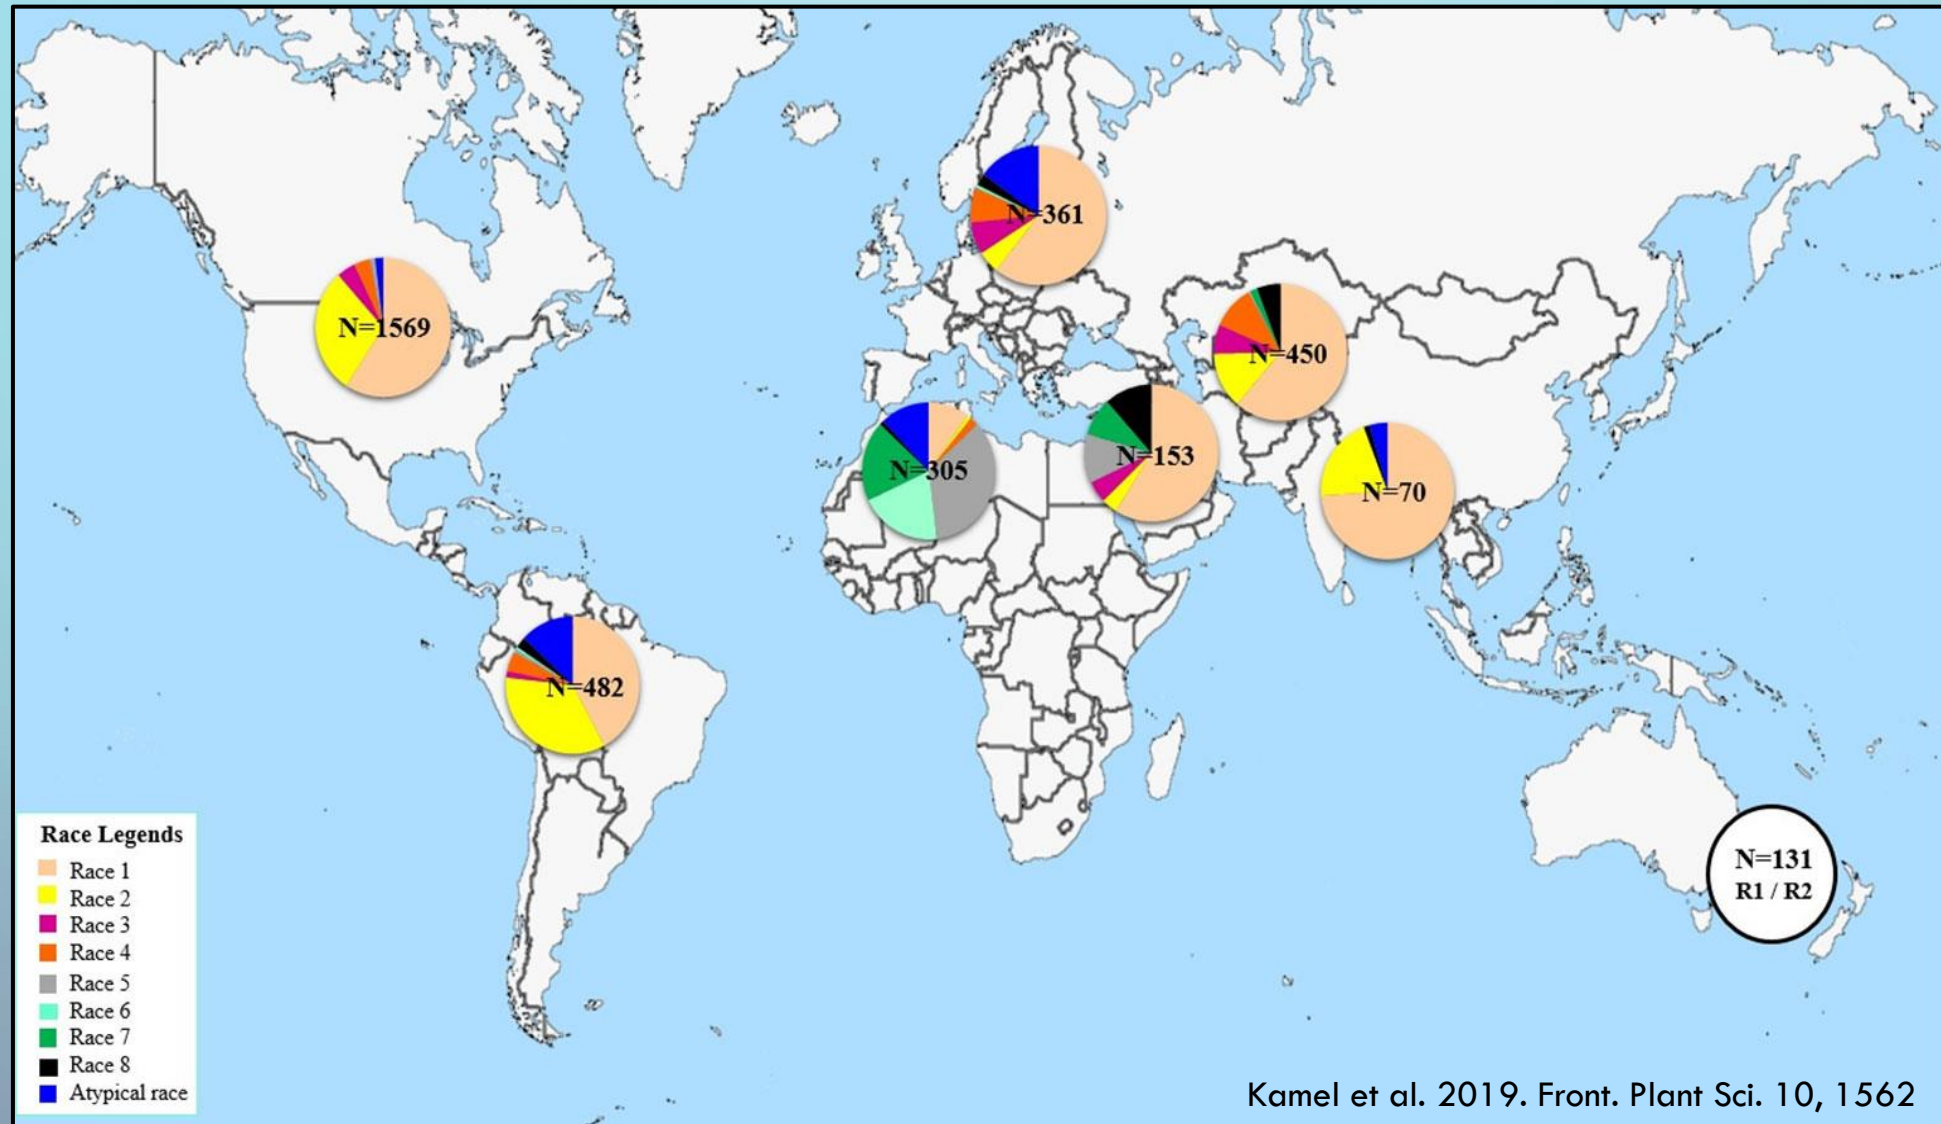 N=361
N=1569
N=450
N=153
N=305
N=70
N=482
N=131
R1 / R2
Race Legends
Race 1
Race 2
Race 3
Race 4
Race 5
Race 6
Race 7
Race 8
Atypical race
Kamel et al. 2019. Front. Plant Sci. 10, 1562